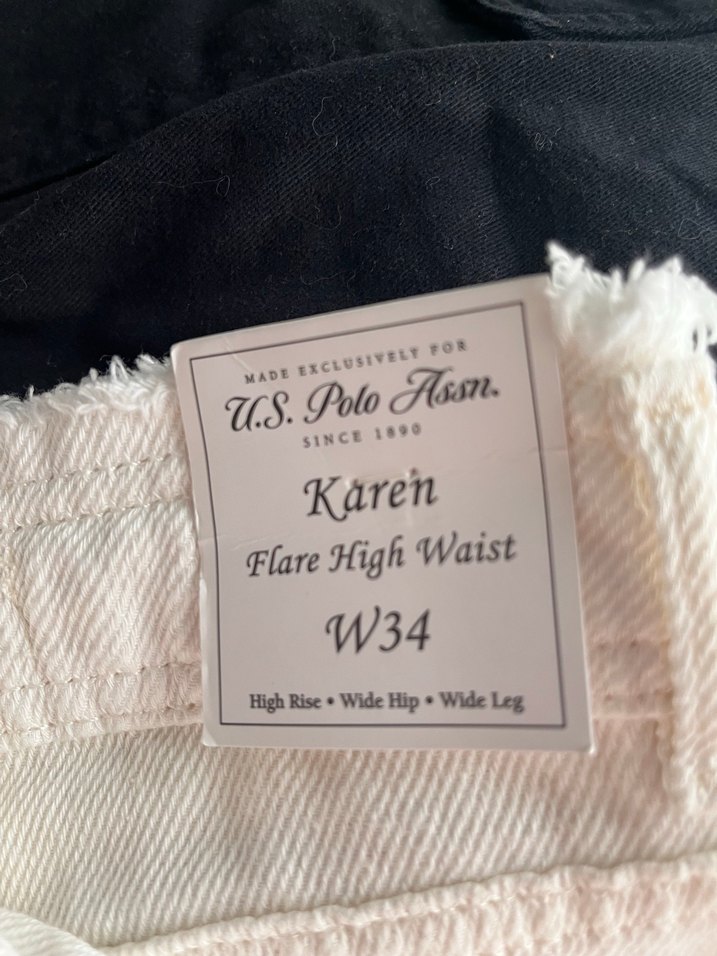 MADE EXCLUSIVELY FOR
U.S. Polo Assn.
SINCE 1890
Karen
Flare High Waist
W34
High Rise • Wide Hip • Wide Leg